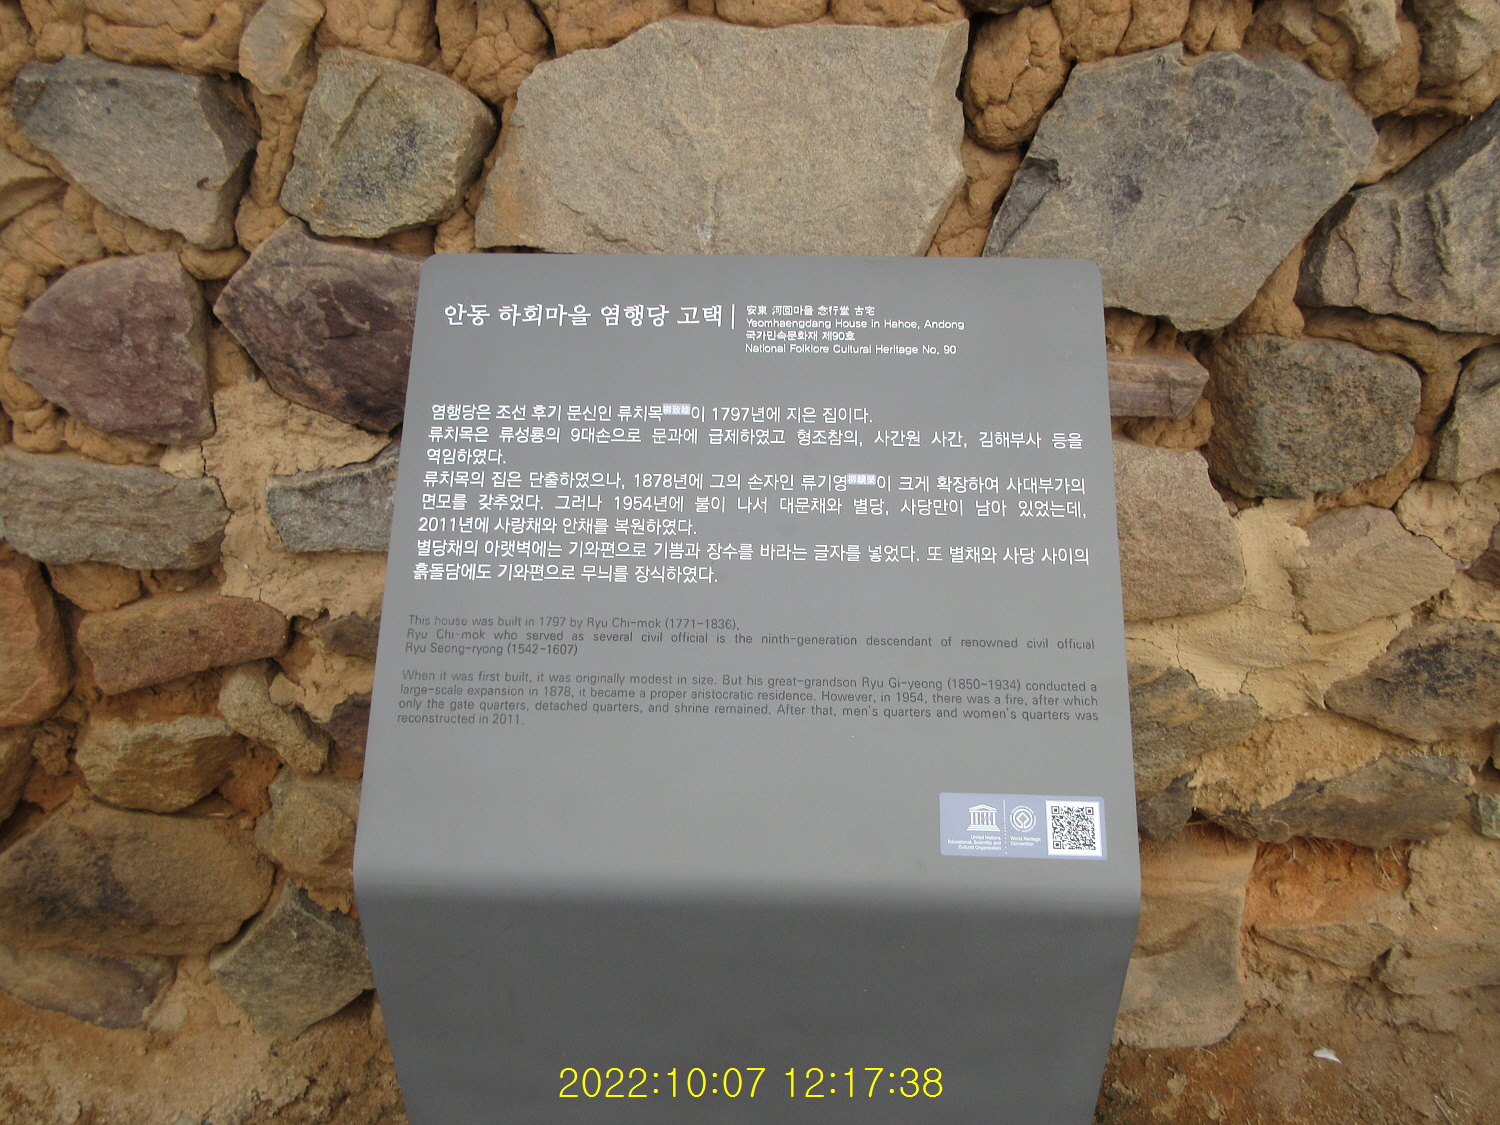 안동 하회마을 염행당 고택
安東 河回마을 念行堂 古宅
Yeomhaengdang House in Hahoe, Andong
국가민속문화재 제90호
National Folklore Cultural Heritage No. 90
염행당은 조선 후기 문신인 류치목柳致睦이 1797년에 지은 집이다.
류치목은 류성룡의 9대손으로 문과에 급제하였고 형조참의, 사간원 사간, 김해부사 등을
역임하였다.
류치목의 집은 단출하였으나, 1878년에 그의 손자인 류기영이 크게 확장하여 사대부가의
면모를 갖추었다. 그러나 1954년에 불이 나서 대문채와 별당, 사당만이 남아 있었는데,
2011년에 사랑채와 안채를 복원하였다.
별당채의 아랫벽에는 기와편으로 기쁨과 장수를 바라는 글자를 넣었다. 또 별채와 사당 사이의
흙돌담에도 기와편으로 무늬를 장식하였다.
This house was built in 1797 by Ryu Chi-mok (1771-1836).
Ryu Chi-mok who served as several civil official is the ninth-generation descendant of renowned civil official
Ryu Seong-ryong (1542-1607)
When it was first built, it was originally modest in size. But his great-grandson Ryu Gi-yeong (1850-1934) conducted a
large-scale expansion in 1878, it became a proper aristocratic residence. However, in 1954, there was a fire, after which
only the gate quarters, detached quarters, and shrine remained. After that, men's quarters and women's quarters was
reconstructed in 2011.
United Nations
Educational, Scientific and
Cultural Organization
World Heritage
Convention
2022:10:07 12:17:38